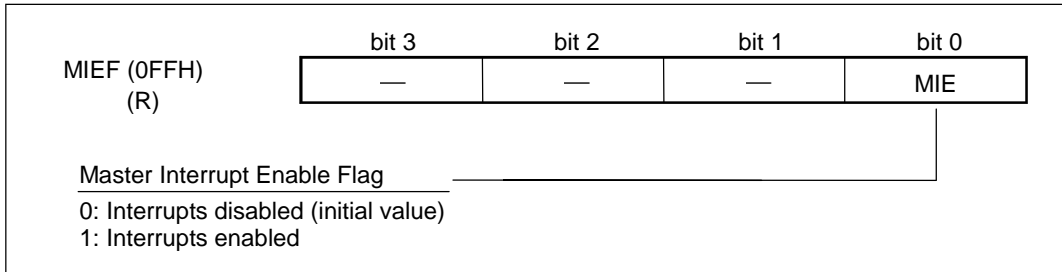 bit 3 bit 2 bit 1 bit 0
MIEF (0FFH) — — — MIE
(R)
Master Interrupt Enable Flag
0: Interrupts disabled (initial value)
1: Interrupts enabled